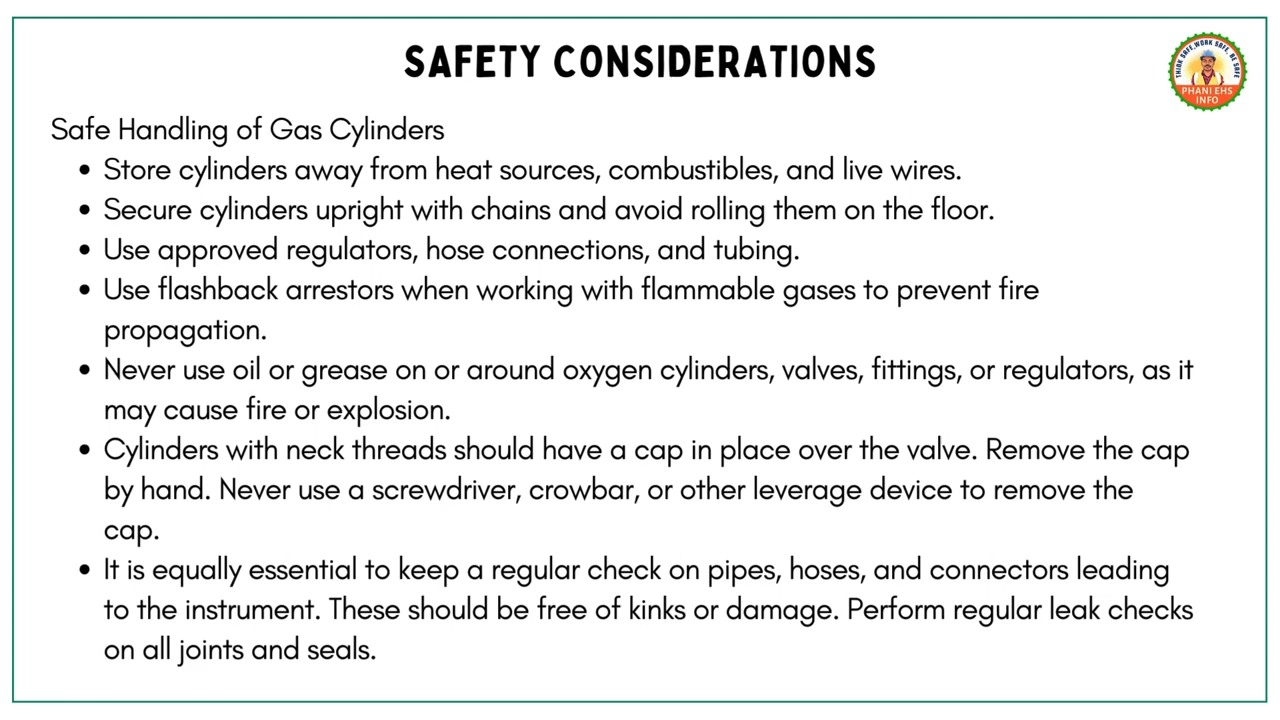 SAFETY CONSIDERATIONS
THINK SAFE, WORK SAFE, BE SAFE
PHANI EHS
INFO
Safe Handling of Gas Cylinders
• Store cylinders away from heat sources, combustibles, and live wires.
• Secure cylinders upright with chains and avoid rolling them on the floor.
• Use approved regulators, hose connections, and tubing.
• Use flashback arrestors when working with flammable gases to prevent fire
propagation.
• Never use oil or grease on or around oxygen cylinders, valves, fittings, or regulators, as it
may cause fire or explosion.
• Cylinders with neck threads should have a cap in place over the valve. Remove the cap
by hand. Never use a screwdriver, crowbar, or other leverage device to remove the
cap.
• It is equally essential to keep a regular check on pipes, hoses, and connectors leading
to the instrument. These should be free of kinks or damage. Perform regular leak checks
on all joints and seals.